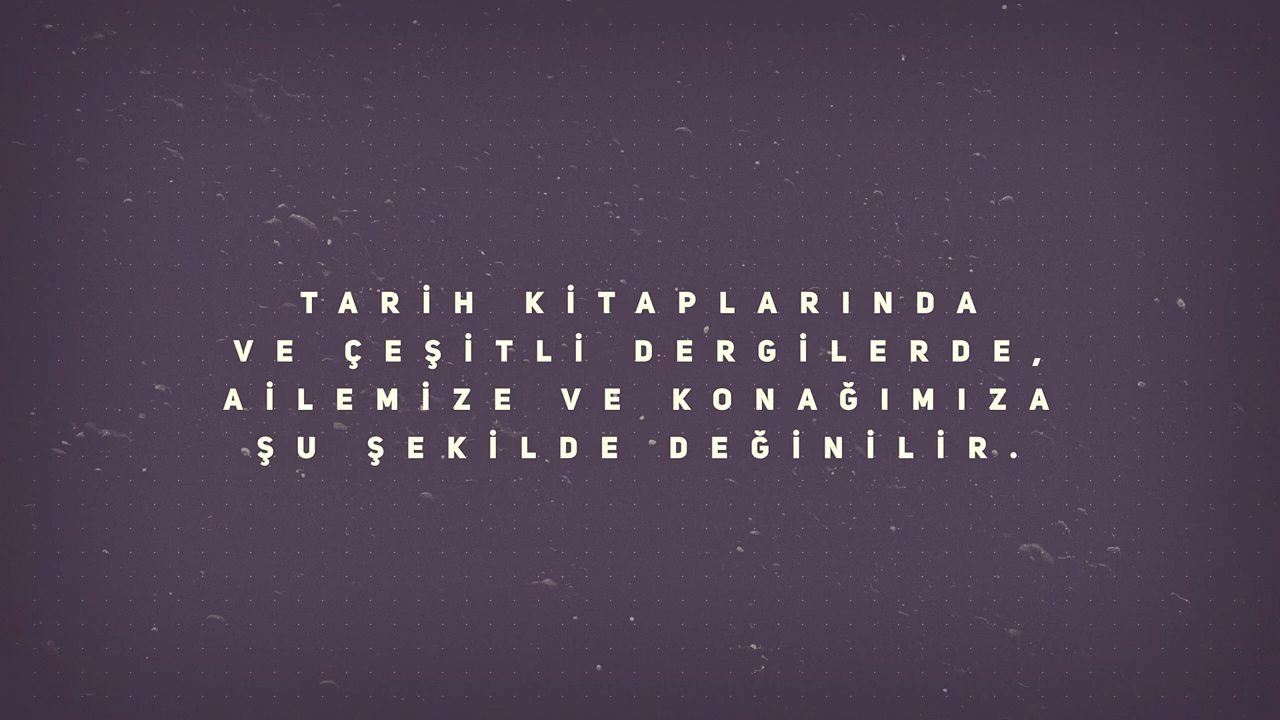 TARİH KİTAPLARINDA
VE ÇEŞİTLİ DERGİLERDE,
AİLEMİZE VE KONAĞIMIZA
ŞU ŞEKİLDE DEĞİNİLİR.